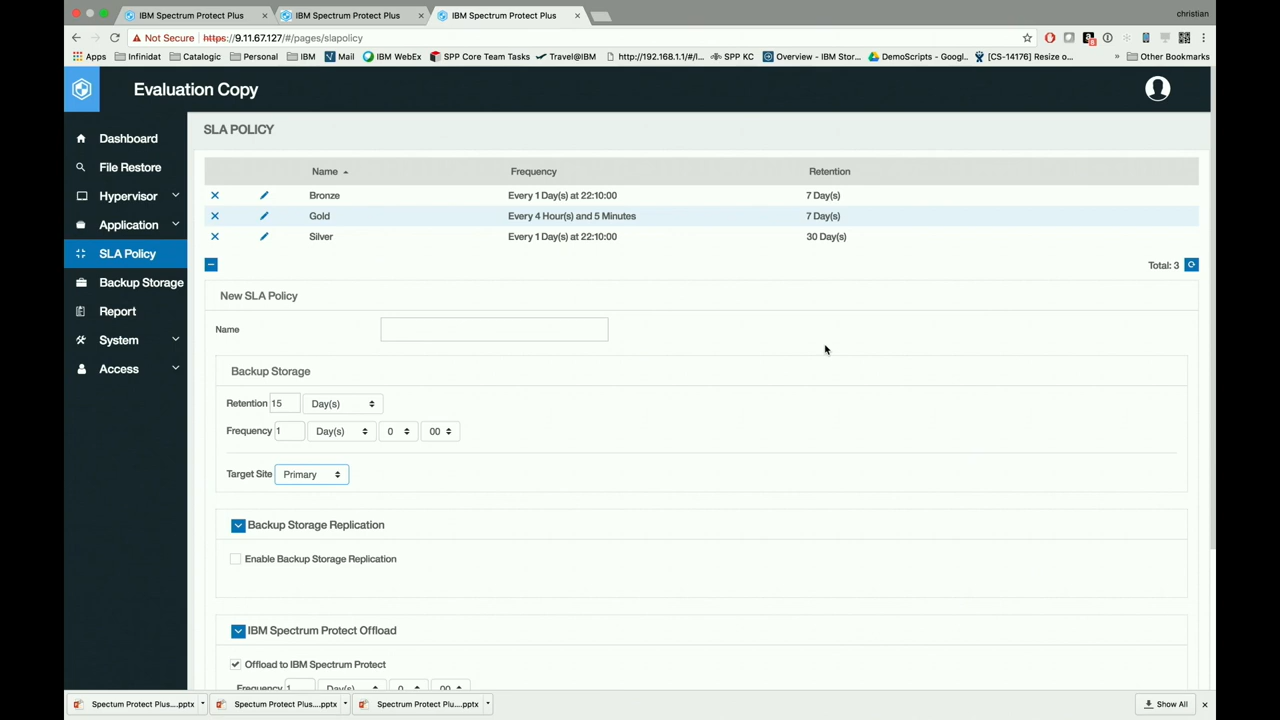 IBM Spectrum Protect Plus
IBM Spectrum Protect Plus
IBM Spectrum Protect Plus
christian
Not Secure https://9.11.67.127/#/pages/slapolicy
Apps Infinidat Catalogic Personal IBM Mail IBM WebEx SPP Core Team Tasks Travel@IBM http://192.168.1.1/#/l... SPP KC Overview - IBM Stor... DemoScripts - Googl.. [CS-14176] Resize o... » Other Bookmarks
Evaluation Copy
Dashboard
File Restore
Hypervisor
Application
SLA Policy
Backup Storage
Report
System
Access
SLA POLICY
Name Frequency Retention
Bronze Every 1 Day(s) at 22:10:00 7 Day(s)
Gold Every 4 Hour(s) and 5 Minutes 7 Day(s)
Silver Every 1 Day(s) at 22:10:00 30 Day(s)
Total: 3
New SLA Policy
Name
Backup Storage
Retention 15 Day(s)
Frequency 1 Day(s) 0 00
Target Site Primary
Backup Storage Replication
Enable Backup Storage Replication
IBM Spectrum Protect Offload
Offload to IBM Spectrum Protect
Frequency 1 Day(s) 0 00
Spectrum Protect Plus....pptx Spectrum Protect Plu....pptx Spectrum Protect Plu....pptx Show All